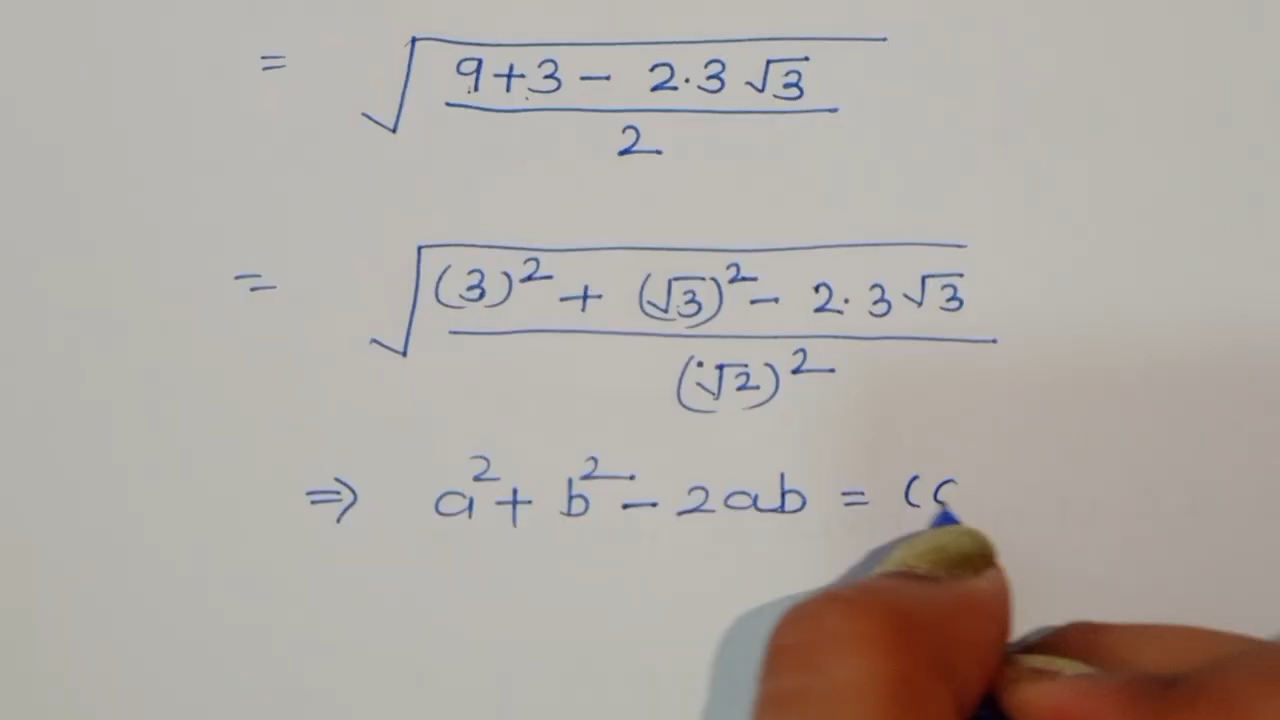 = √(9+3 - 2·3√3)/2
= √((3)² + (√3)² - 2·3√3)/(√2)²
⇒ a² + b² - 2ab = (